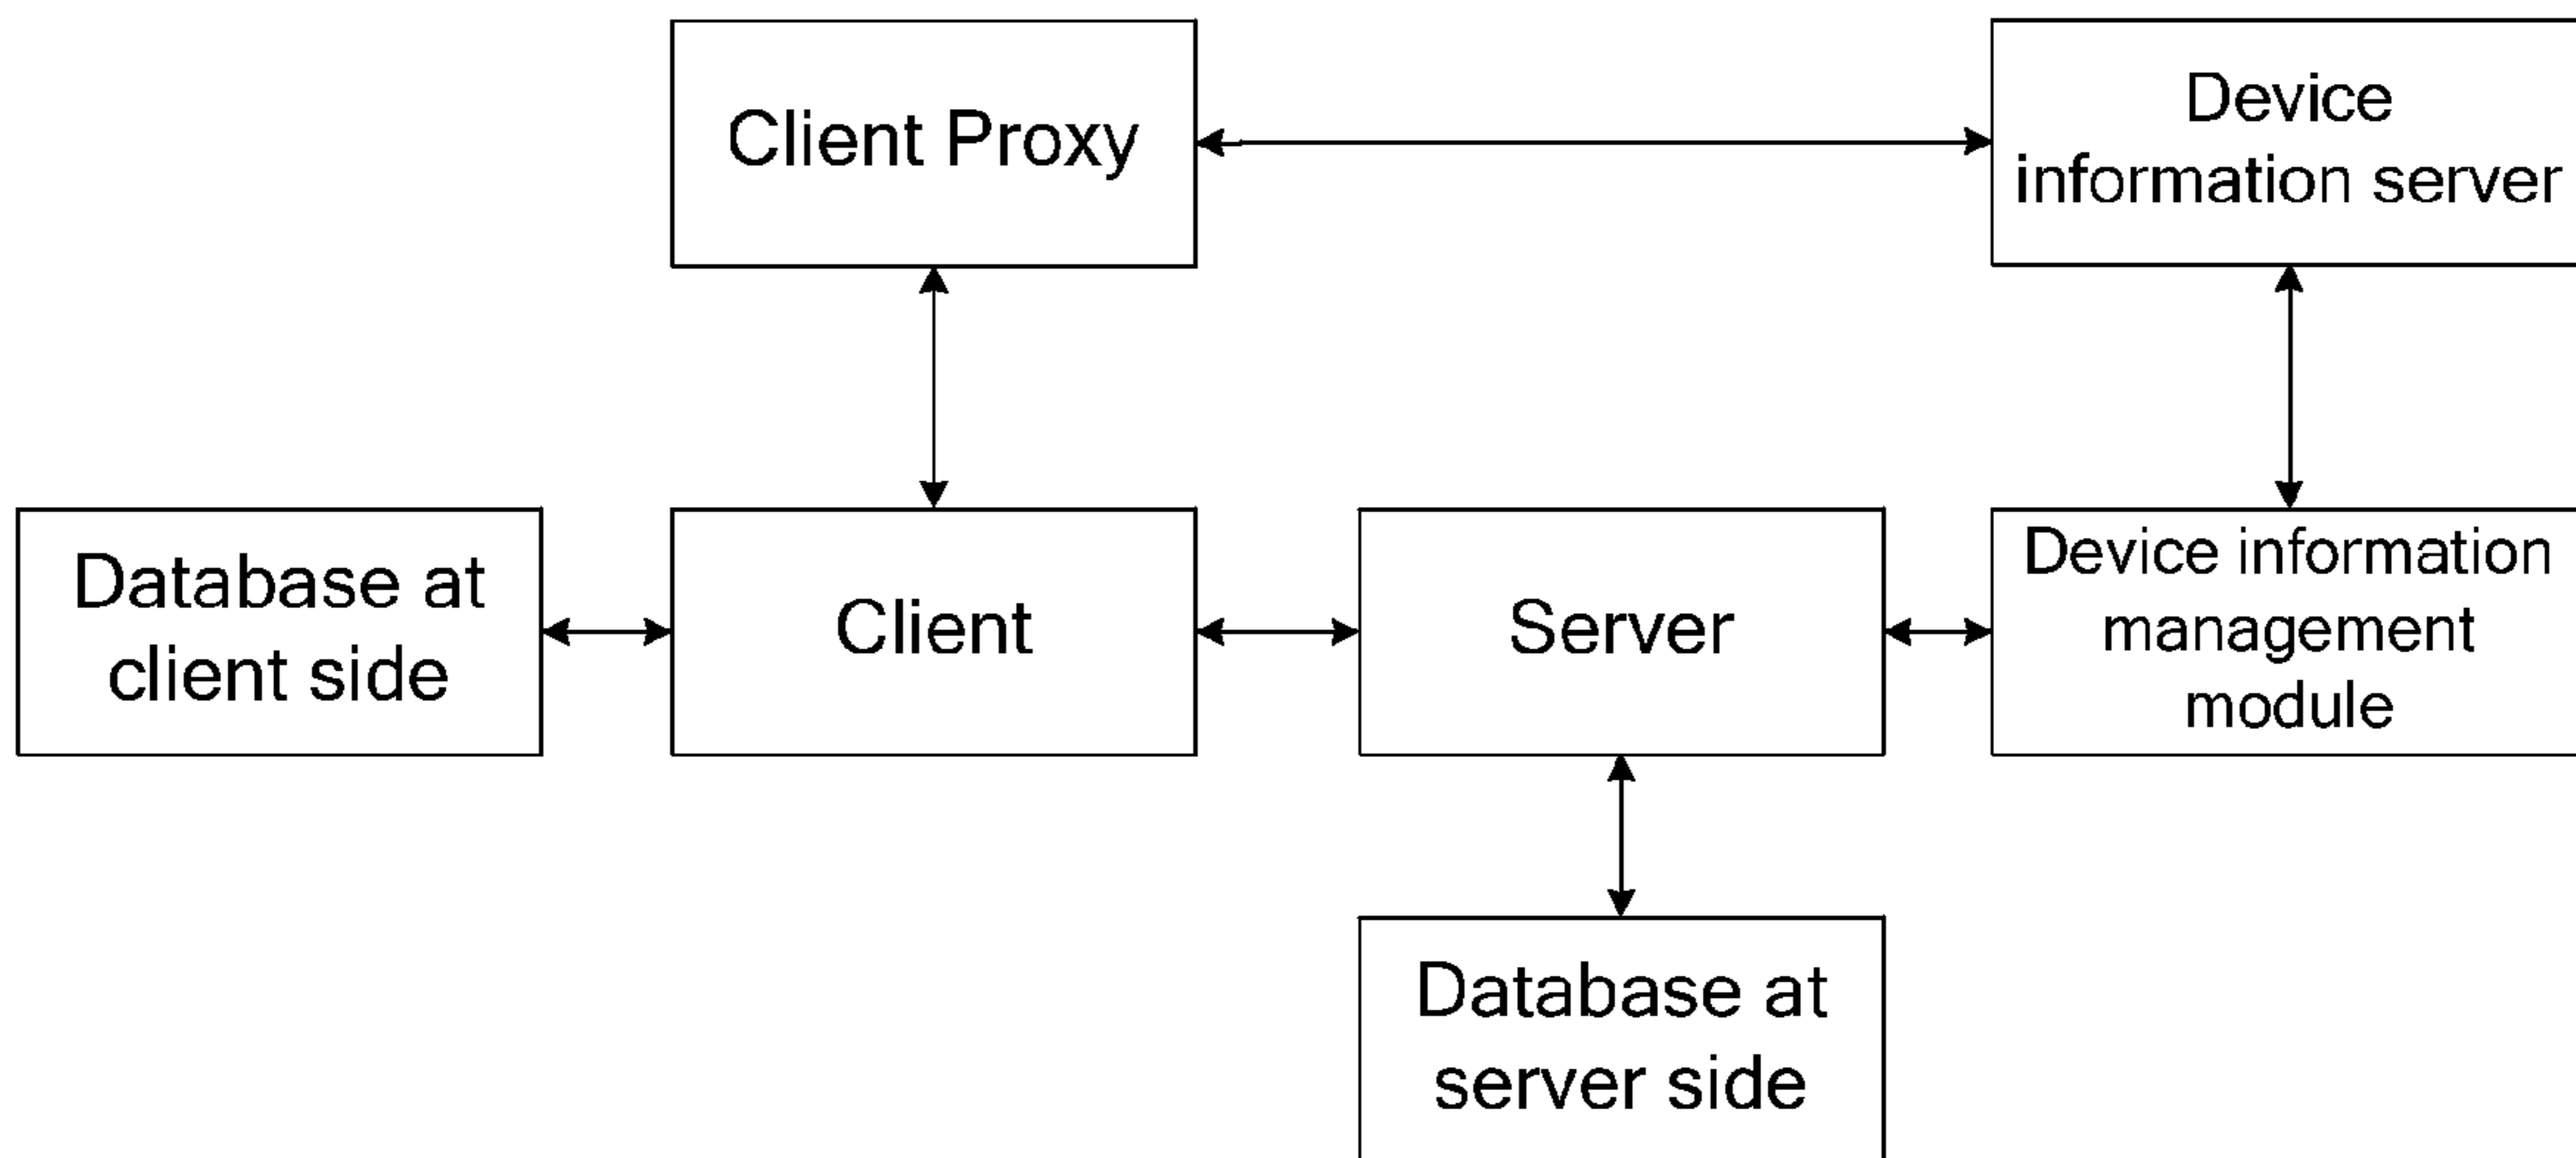 Client Proxy
Device
information server
Database at
client side
Client
Server
Device information
management
module
Database at
server side